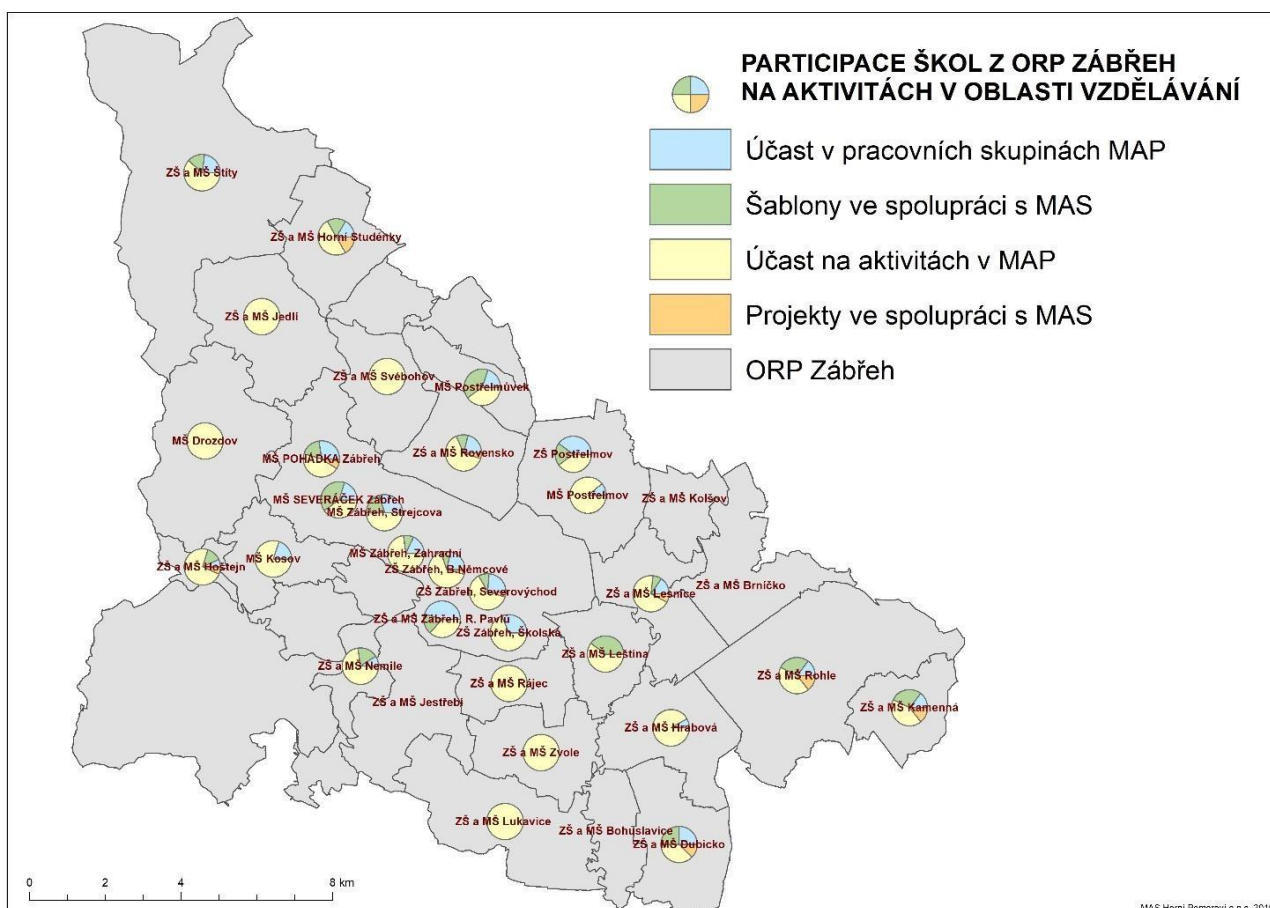 PARTICIPACE ŠKOL Z ORP ZÁBŘEH
NA AKTIVITÁCH V OBLASTI VZDĚLÁVÁNÍ
Účast v pracovních skupinách MAP
Šablony ve spolupráci s MAS
Účast na aktivitách v MAP
Projekty ve spolupráci s MAS
ORP Zábřeh
ZŠ a MŠ Štíty
ZŠ a MŠ Horní Studénky
ZŠ a MŠ Jedlí
ZŠ a MŠ Svébohov
MŠ Postřelmůvek
MŠ Drozdov
MŠ POHÁDKA Zábřeh
ZŠ a MŠ Rovensko
ZŠ Postřelmov
MŠ SEVERÁČEK Zábřeh
MŠ Postřelmov
ZŠ a MŠ Kolšov
MŠ Zábřeh, Strejcova
MŠ Zábřeh, Zahradní
MŠ Kosov
ZŠ a MŠ Hoštejn
ZŠ Zábřeh, B.Němcové
ZŠ a MŠ Brníčko
ZŠ Zábřeh, Severovýchod
ZŠ a MŠ Lesnice
ZŠ a MŠ Zábřeh, R. Pavlů
ZŠ Zábřeh, Školská
ZŠ a MŠ Leština
ZŠ a MŠ Nemile
ZŠ a MŠ Rohle
ZŠ a MŠ Rájec
ZŠ a MŠ Jestřebí
ZŠ a MŠ Kamenná
ZŠ a MŠ Hrabová
ZŠ a MŠ Zvole
ZŠ a MŠ Lukavice
ZŠ a MŠ Bohuslavice
ZŠ a MŠ Dubicko
0 2 4 8 km